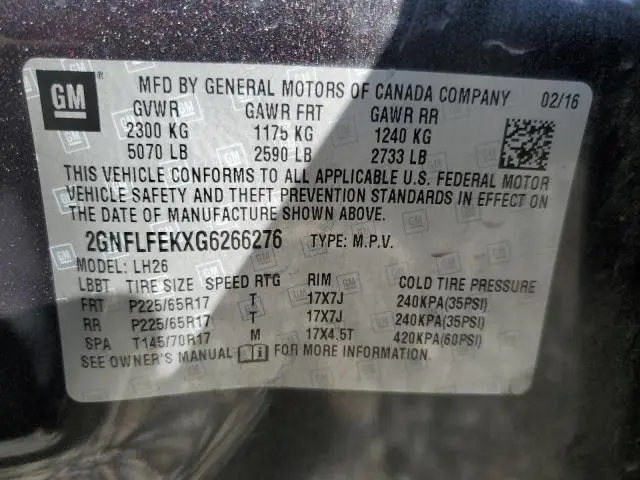 GM ®
MFD BY GENERAL MOTORS OF CANADA COMPANY 02/16
GVWR GAWR FRT GAWR RR
2300 KG 1175 KG 1240 KG
5070 LB 2590 LB 2733 LB
THIS VEHICLE CONFORMS TO ALL APPLICABLE U.S. FEDERAL MOTOR
VEHICLE SAFETY AND THEFT PREVENTION STANDARDS IN EFFECT ON
THE DATE OF MANUFACTURE SHOWN ABOVE.
2GNFLFEKXG6266276 TYPE: M.P.V.
MODEL: LH26
LBBT TIRE SIZE SPEED RTG RIM COLD TIRE PRESSURE
FRT P225/65R17 T 17X7J 240KPA(35PSI)
RR P225/65R17 T 17X7J 240KPA(35PSI)
SPA T145/70R17 M 17X4.5T 420KPA(60PSI)
SEE OWNER'S MANUAL FOR MORE INFORMATION.